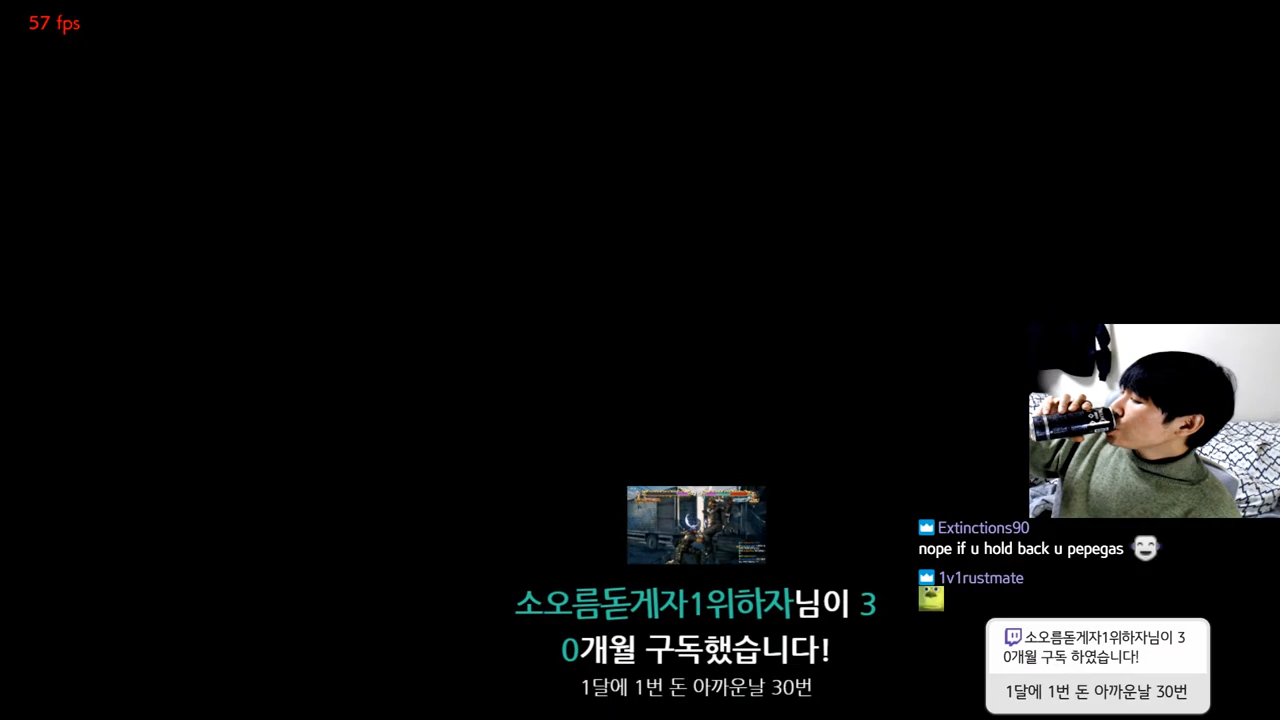 57 fps
Extinctions90
nope if u hold back u pepegas
1v1rustmate
소오름돋게자1위하자님이 3
0개월 구독했습니다!
1달에 1번 돈 아까운날 30번
소오름돋게자1위하자님이 3
0개월 구독 하였습니다!
1달에 1번 돈 아까운날 30번